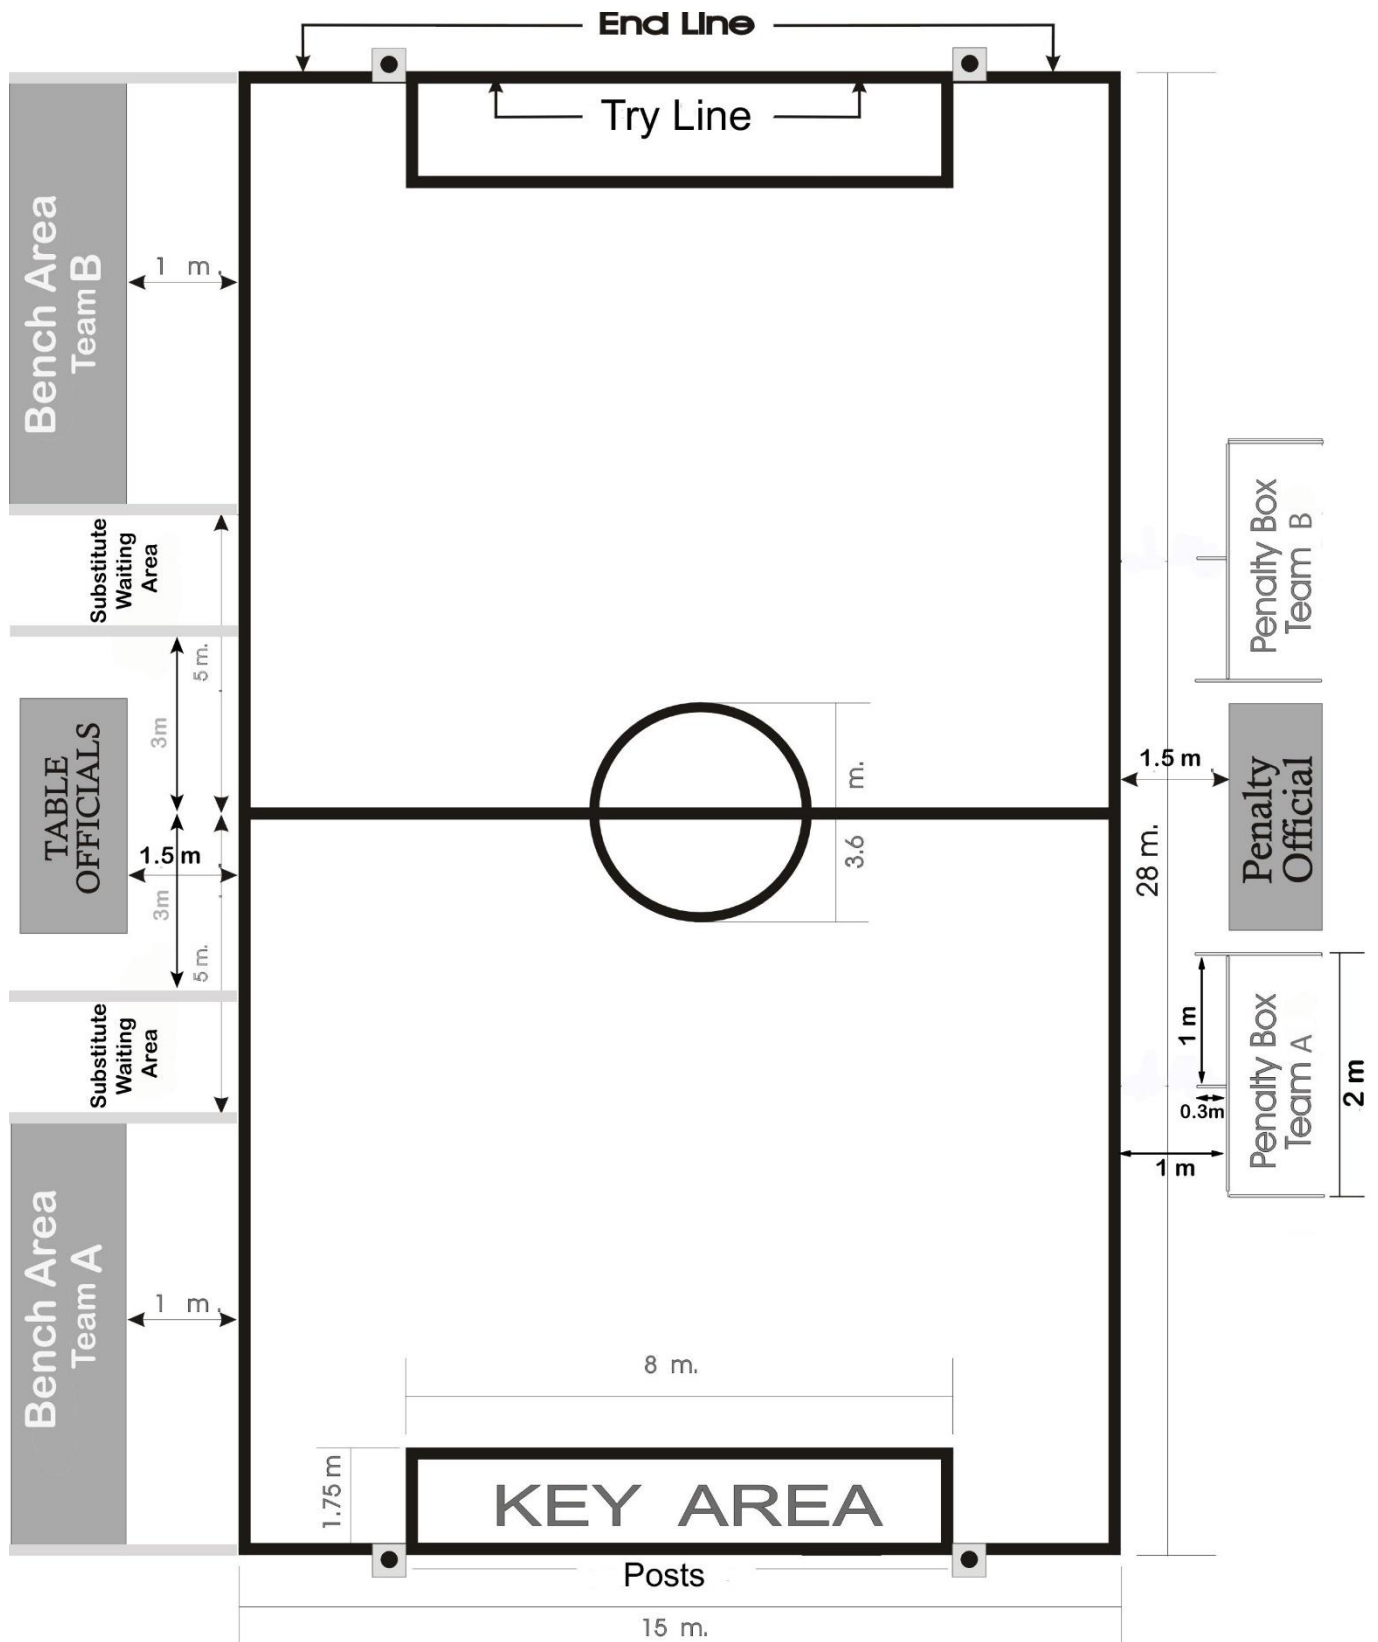 End Line
Try Line
Bench Area
Team B
1 m.
Substitute
Waiting
Area
5 m.
3m
TABLE
OFFICIALS
1.5 m
3m
5 m.
Substitute
Waiting
Area
Bench Area
Team A
1 m.
m.
3.6
Penalty Box
Team B
1.5 m
Penalty
Official
28 m.
1 m
0.3m
Penalty Box
Team A
2 m
1 m
8 m.
1.75 m
KEY AREA
Posts
15 m.